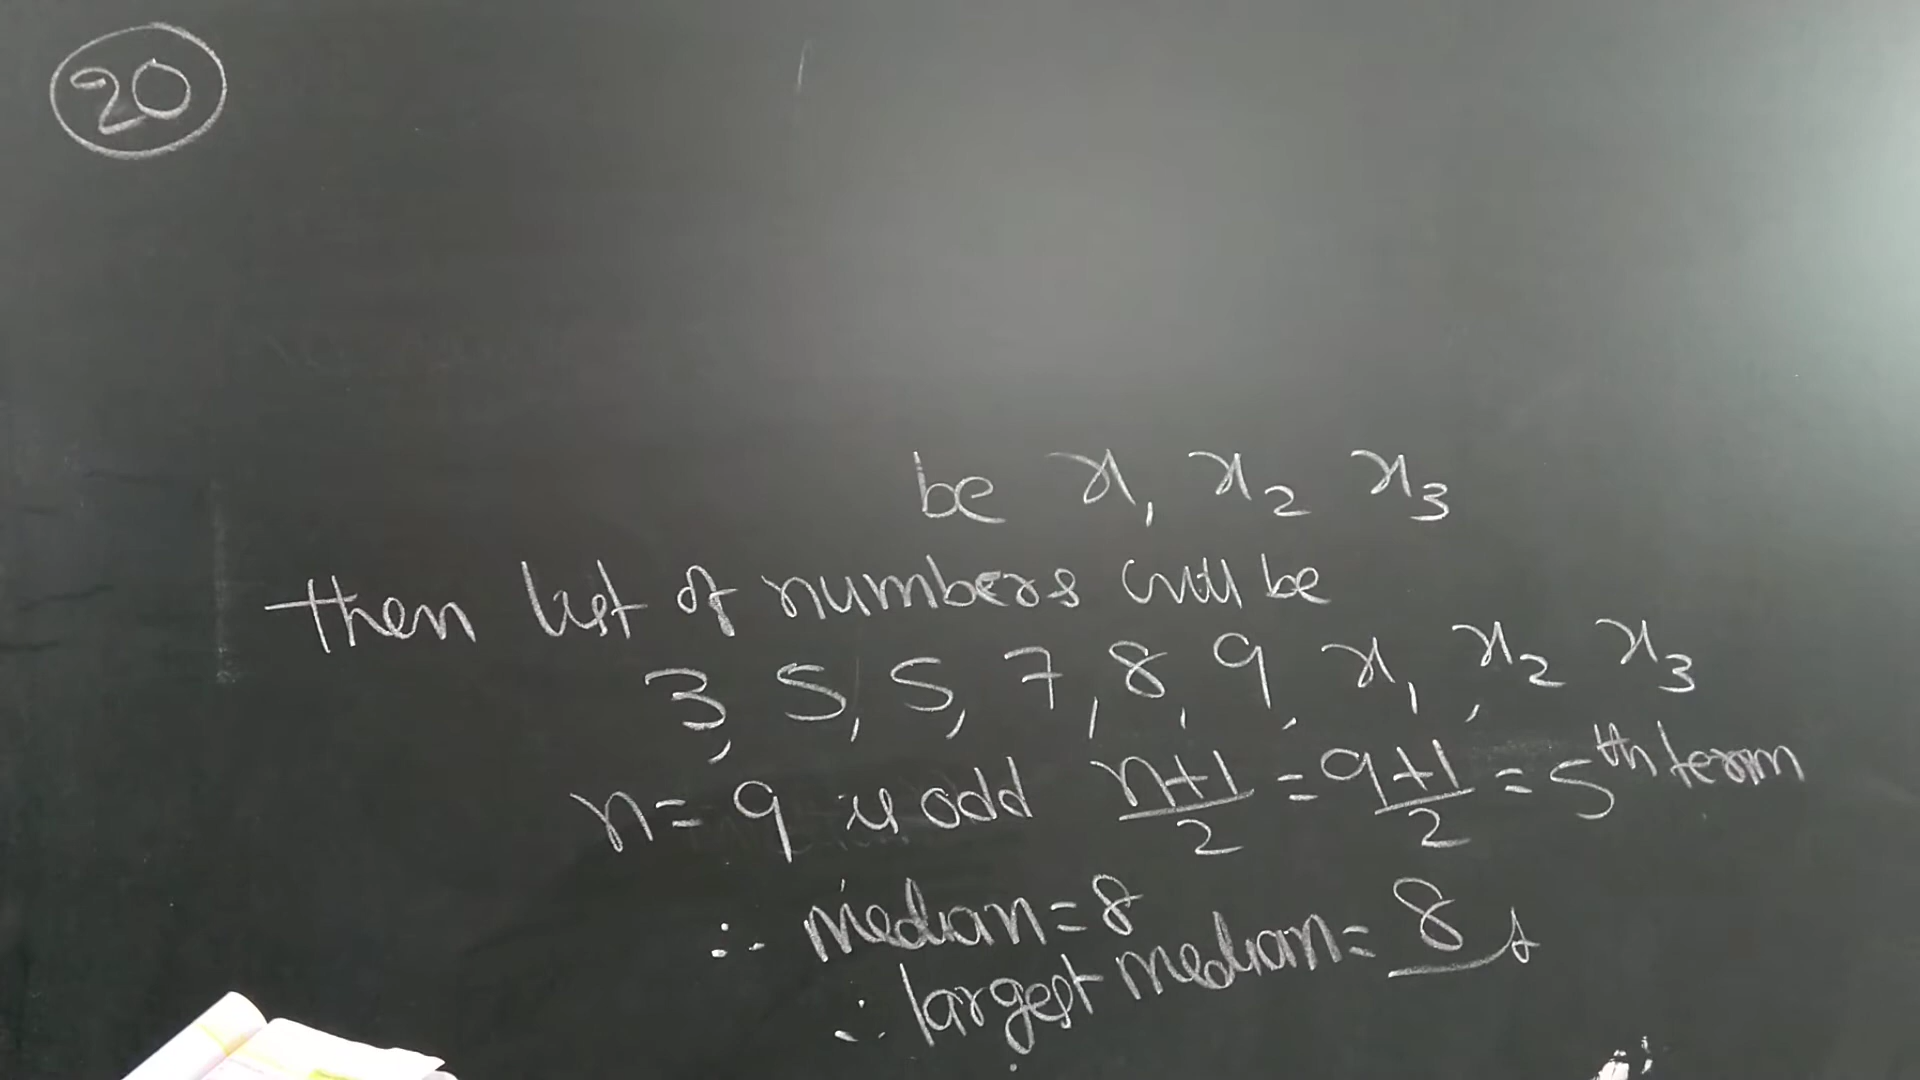 20
be x₁ x₂ x₃
then list of numbers will be
3, 5, 5, 7, 8, 9, x₁, x₂ x₃
n = 9 is odd n+1/2 = 9+1/2 = 5th term
∴ median = 8
∴ largest median = 8